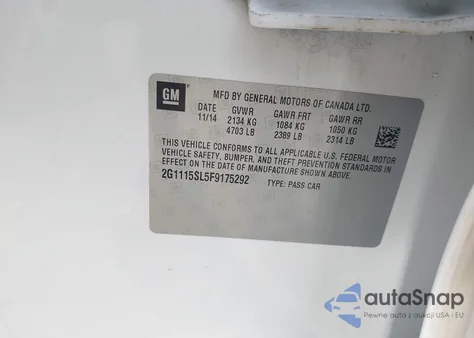 GM
MFD BY GENERAL MOTORS OF CANADA LTD.
DATE GVWR GAWR FRT GAWR RR
11/14 2134 KG 1084 KG 1050 KG
4703 LB 2389 LB 2314 LB
THIS VEHICLE CONFORMS TO ALL APPLICABLE U.S. FEDERAL MOTOR
VEHICLE SAFETY, BUMPER, AND THEFT PREVENTION STANDARDS
IN EFFECT ON THE DATE OF MANUFACTURE SHOWN ABOVE.
2G1115SL5F9175292 TYPE: PASS CAR
autoSnap
Pewne auta z aukcji USA i EU